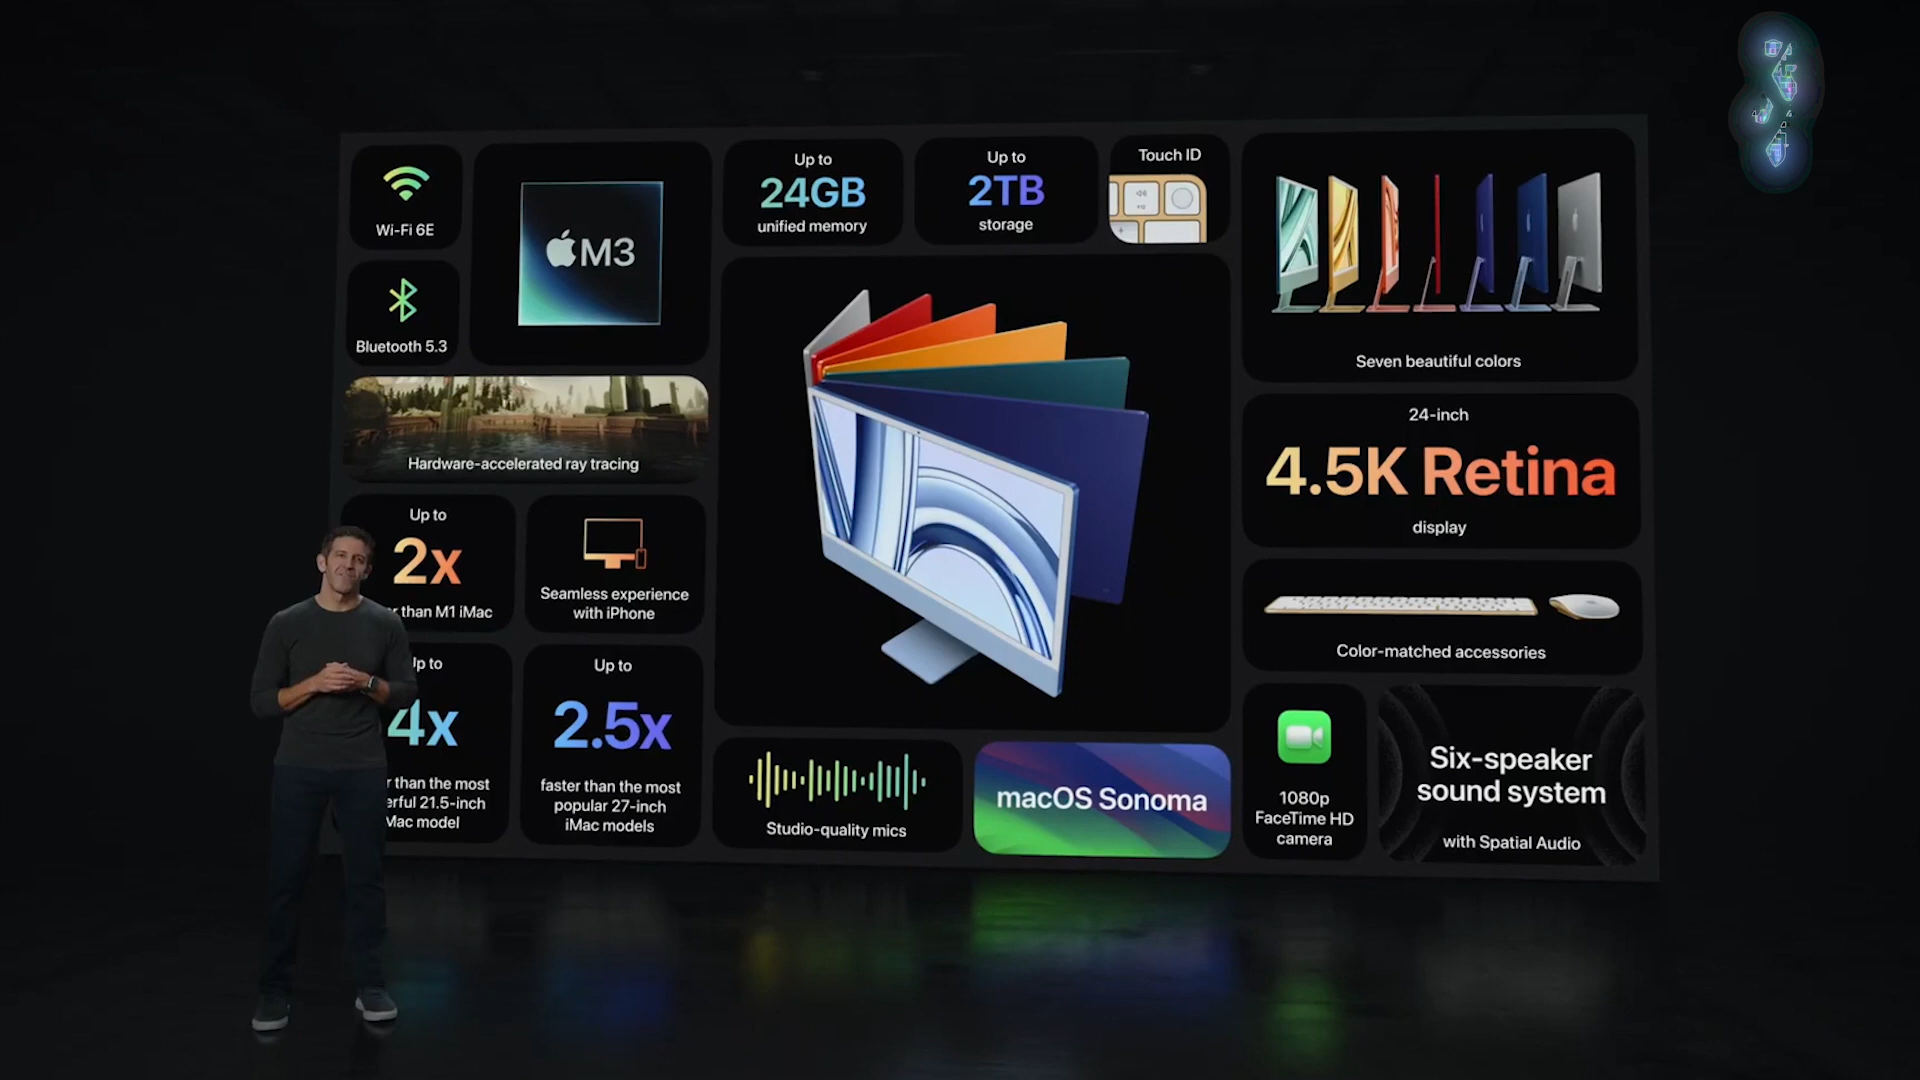 Wi-Fi 6E
M3
Up to
24GB
unified memory
Up to
2TB
storage
Touch ID
Seven beautiful colors
Bluetooth 5.3
Hardware-accelerated ray tracing
Up to
2x
than M1 iMac
Seamless experience
with iPhone
to
4x
than the most
21.5-inch
model
Up to
2.5x
faster than the most
popular 27-inch
iMac models
Studio-quality mics
macOS Sonoma
24-inch
4.5K Retina
display
Color-matched accessories
1080p
FaceTime HD
camera
Six-speaker
sound system
with Spatial Audio